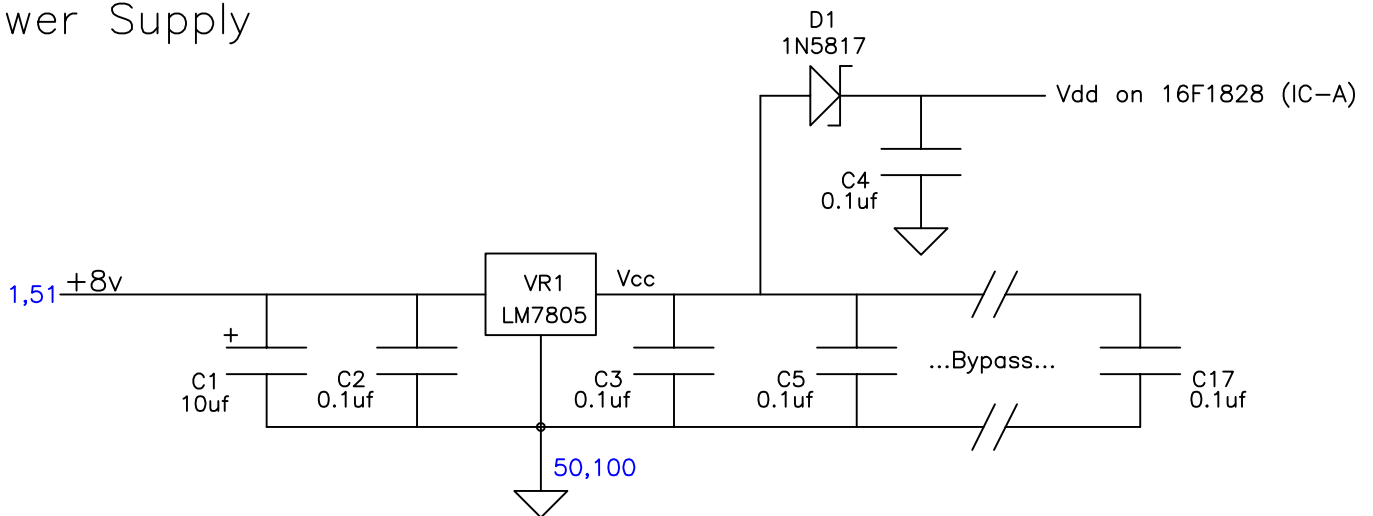 wer Supply
D1
1N5817
Vdd on 16F1828 (IC-A)
C4
0.1uf
1,51
+8v
VR1
LM7805
Vcc
+
C1
10uf
C2
0.1uf
C3
0.1uf
C5
0.1uf
...Bypass...
C17
0.1uf
50,100